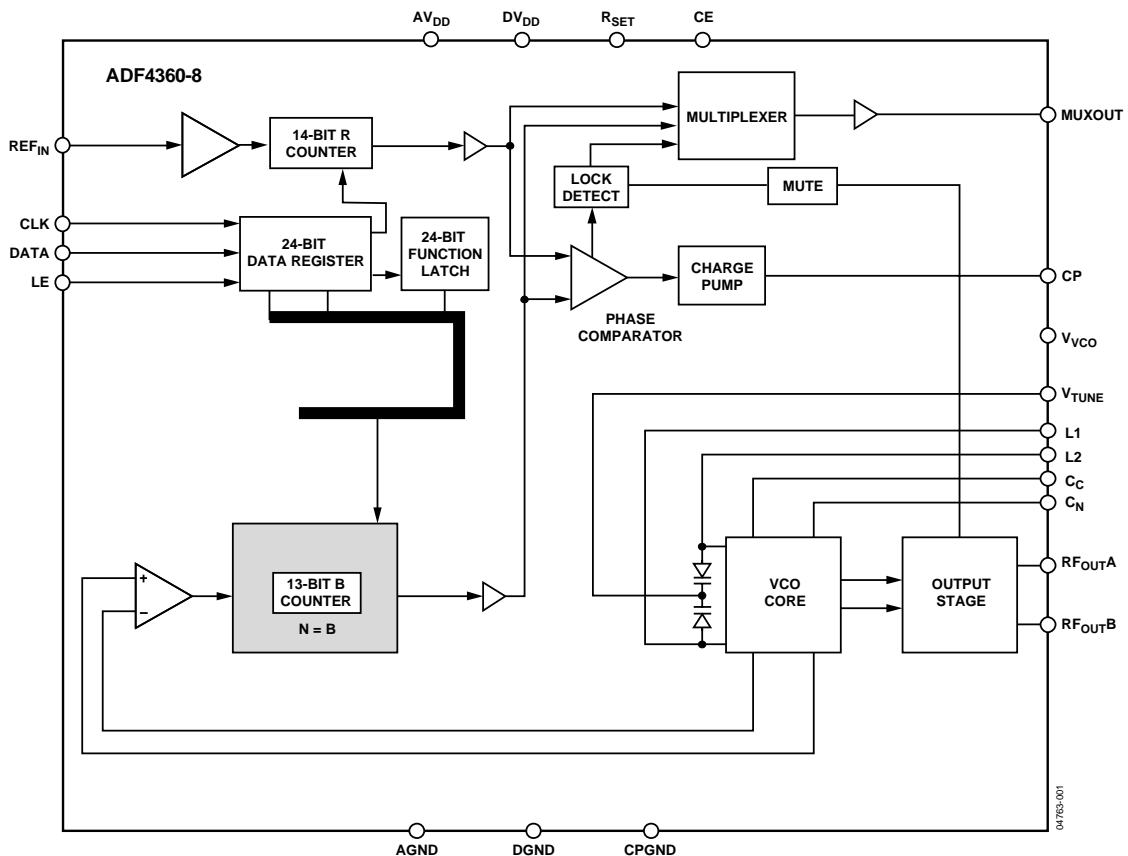 AVDD DVDD RSET CE
ADF4360-8
MULTIPLEXER
MUXOUT
14-BIT R
COUNTER
REFIN
LOCK
DETECT
MUTE
CLK
DATA
LE
24-BIT
DATA REGISTER
24-BIT
FUNCTION
LATCH
CHARGE
PUMP
CP
PHASE
COMPARATOR
VVCO
VTUNE
L1
L2
CC
CN
+
−
13-BIT B
COUNTER
N = B
VCO
CORE
OUTPUT
STAGE
RFOUTA
RFOUTB
AGND DGND CPGND
04763-001